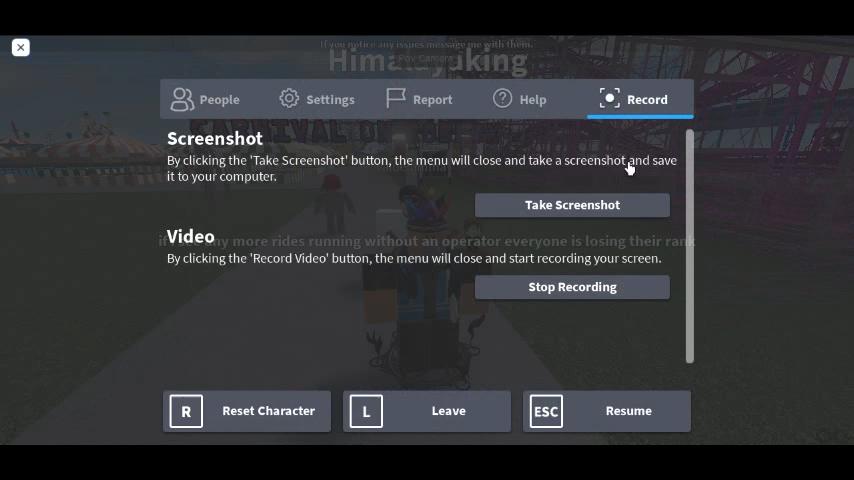 If you notice any issues message me with them.
People
Settings
Report
Help
Record
Screenshot
By clicking the 'Take Screenshot' button, the menu will close and take a screenshot and save
it to your computer.
Take Screenshot
Video
if any more rides running without an operator everyone is losing their rank
By clicking the 'Record Video' button, the menu will close and start recording your screen.
Stop Recording
R
Reset Character
L
Leave
ESC
Resume